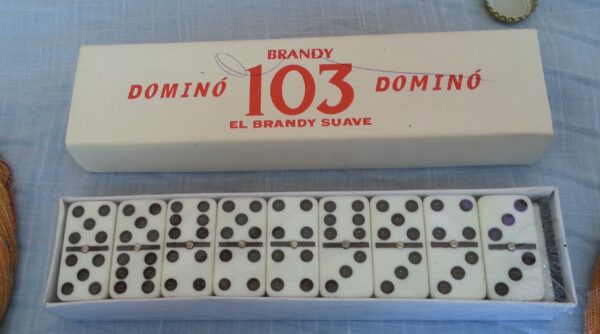 BRANDY
DOMINÓ 103 DOMINÓ
EL BRANDY SUAVE